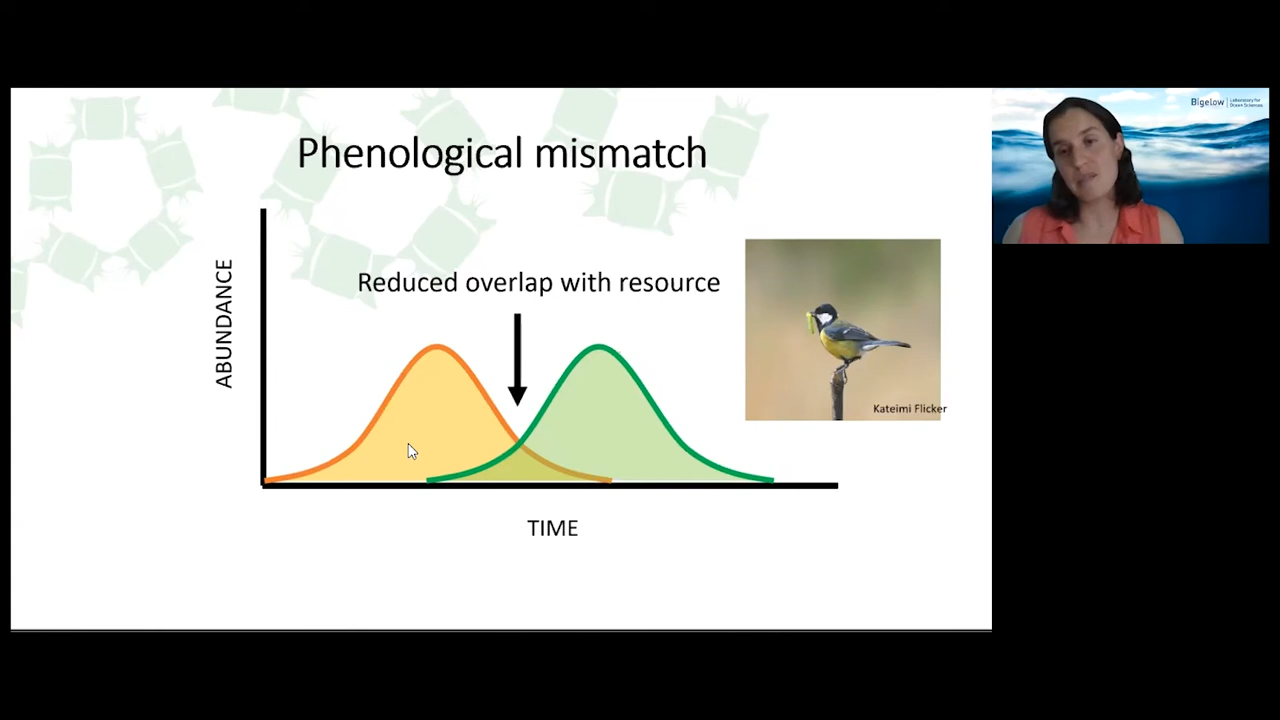 Phenological mismatch
ABUNDANCE
Reduced overlap with resource
Kateimi Flicker
TIME
Bigelow
Laboratory for
Ocean Sciences